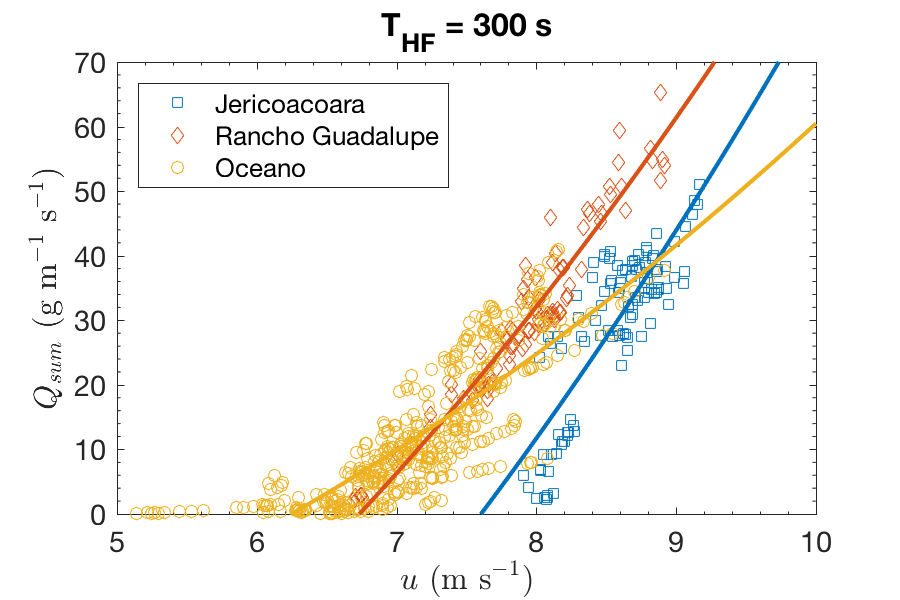 T_HF = 300 s
70
60
50
40
30
20
10
0
Q_sum (g m^−1 s^−1)
Jericoacoara
Rancho Guadalupe
Oceano
5 6 7 8 9 10
u (m s^−1)